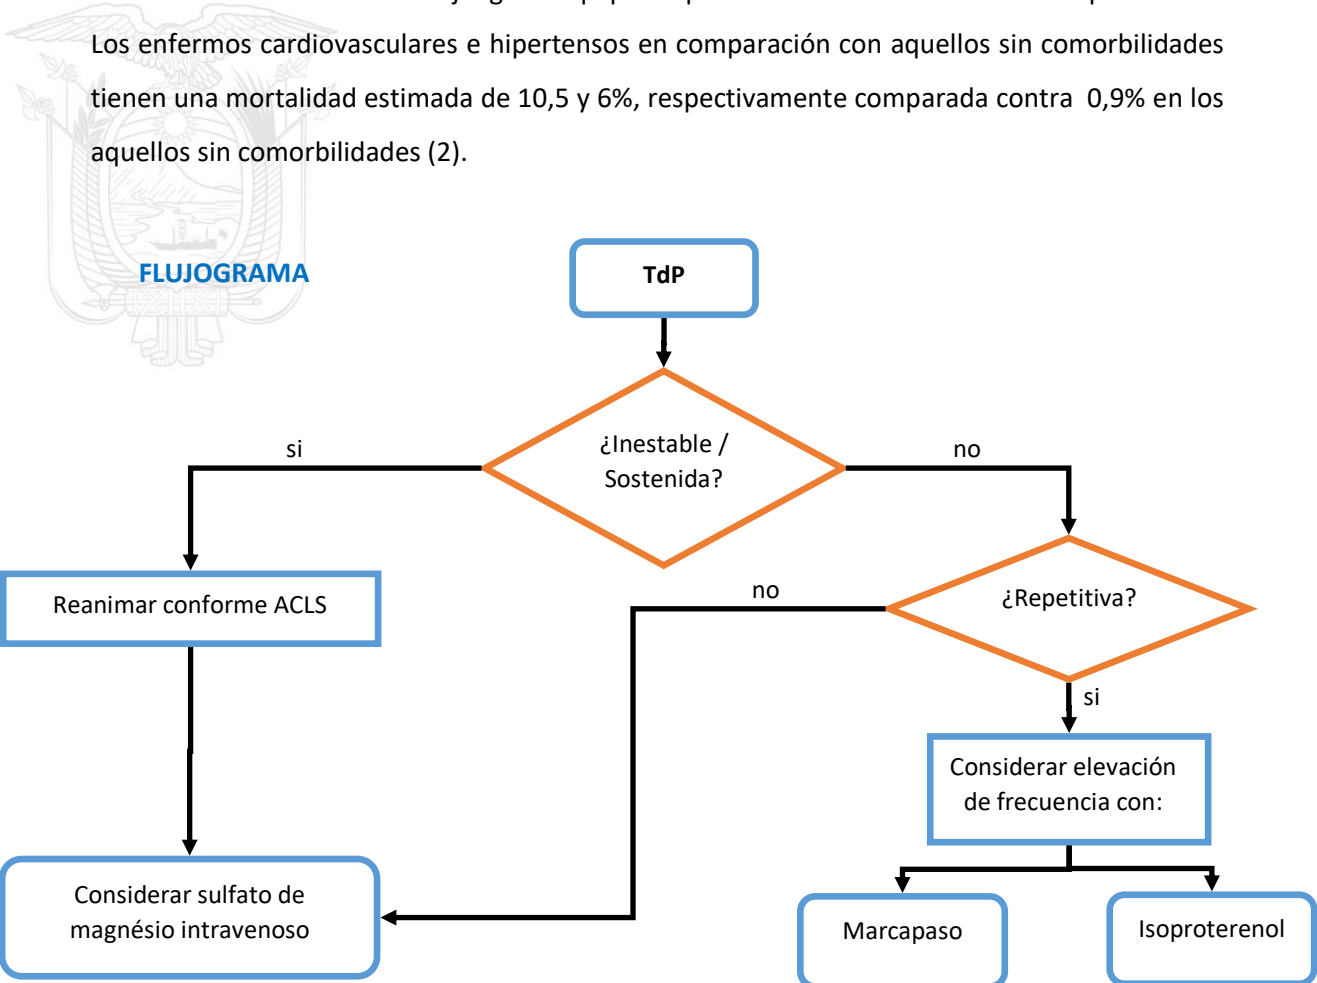 Los enfermos cardiovasculares e hipertensos en comparación con aquellos sin comorbilidades
tienen una mortalidad estimada de 10,5 y 6%, respectivamente comparada contra 0,9% en los
aquellos sin comorbilidades (2).
FLUJOGRAMA
TdP
¿Inestable /
Sostenida?
si
no
Reanimar conforme ACLS
¿Repetitiva?
no
si
Considerar elevación
de frecuencia con:
Considerar sulfato de
magnésio intravenoso
Marcapaso
Isoproterenol